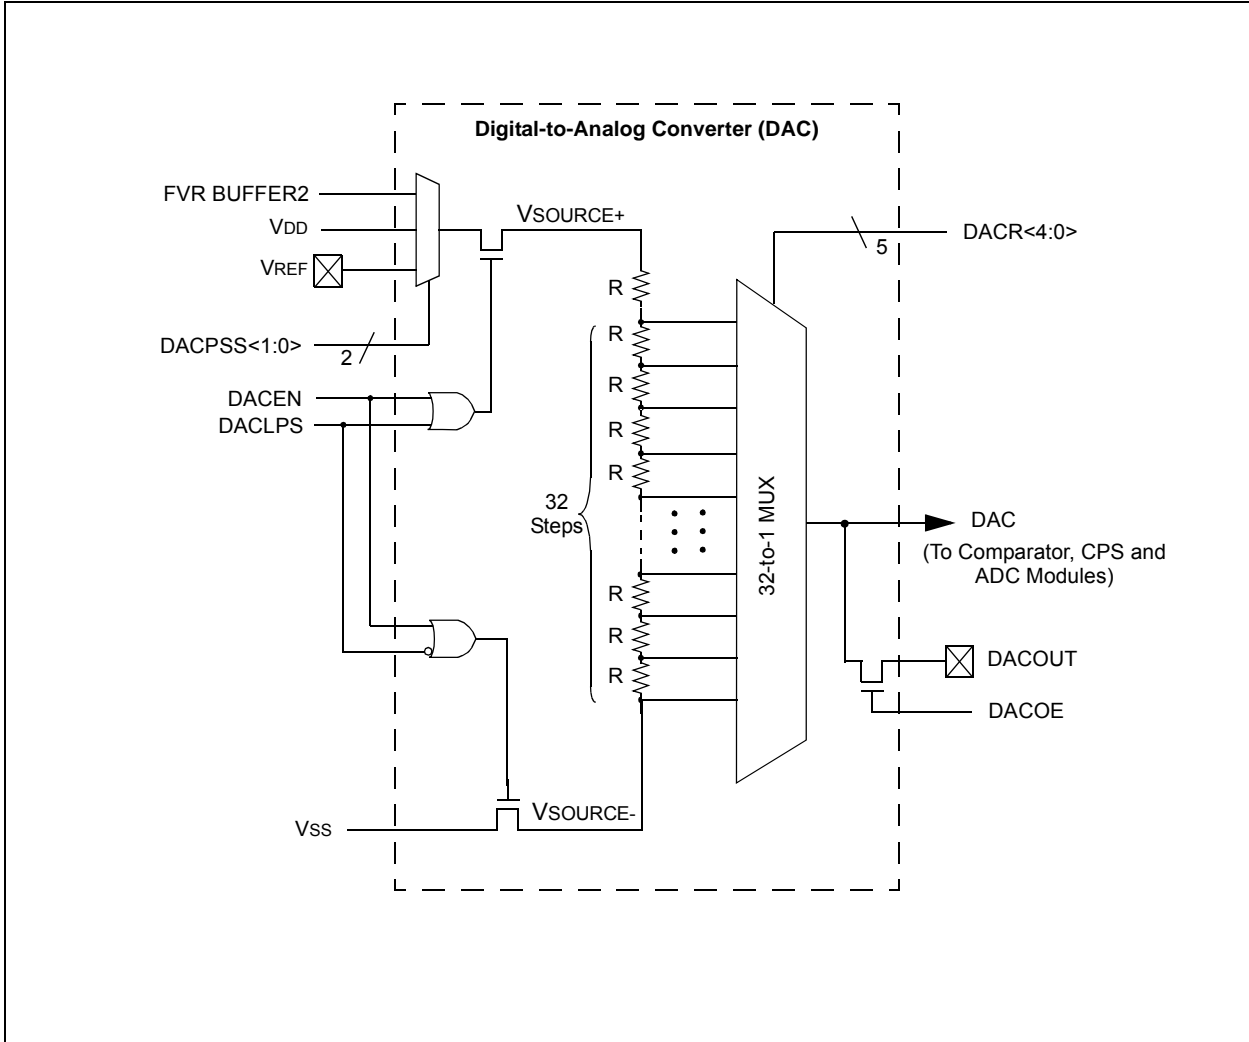 Digital-to-Analog Converter (DAC)
FVR BUFFER2
VDD
VREF
VSOURCE+
DACR<4:0>
5
DACPSS<1:0>
2
DACEN
DACLPS
R
R
R
R
R
32
Steps
R
R
R
32-to-1 MUX
DAC
(To Comparator, CPS and
ADC Modules)
DACOUT
DACOE
VSOURCE-
VSS